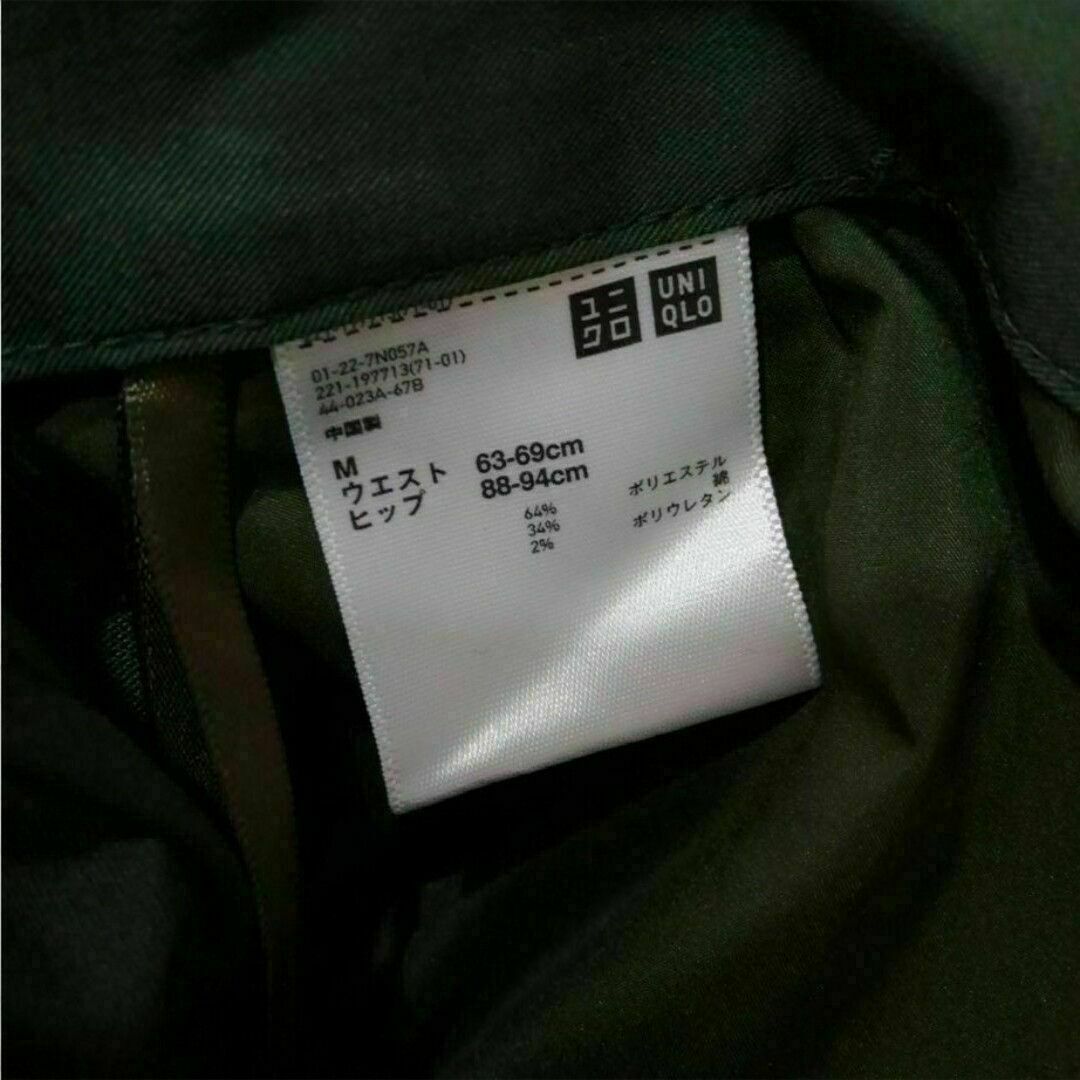 ユニ
クロ
UNI
QLO
01-22-7N057A
221-197713(71-01)
44-023A-67B
中国製
M
ウエスト 63-69cm
ヒップ 88-94cm
64% ポリエステル
34% 綿
2% ポリウレタン